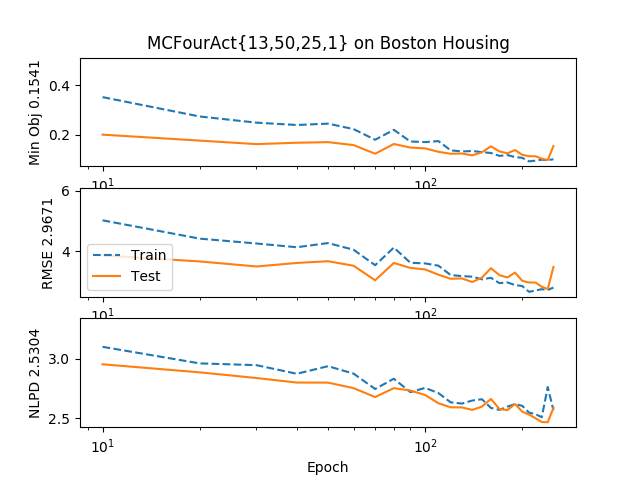 MCFourAct{13,50,25,1} on Boston Housing
Min Obj 0.1541
0.4
0.2
10¹
10²
RMSE 2.9671
6
4
Train
Test
10¹
10²
NLPD 2.5304
3.0
2.5
10¹
10²
Epoch